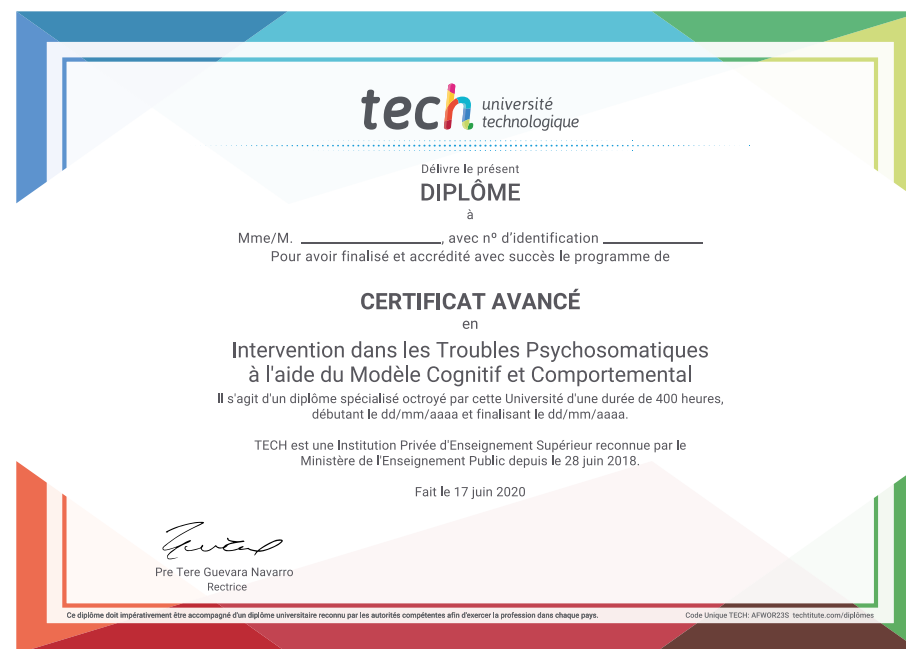 tech université
technologique
Délivre le présent
DIPLÔME
à
Mme/M. ____________________, avec nº d'identification ______________
Pour avoir finalisé et accrédité avec succès le programme de
CERTIFICAT AVANCÉ
en
Intervention dans les Troubles Psychosomatiques
à l'aide du Modèle Cognitif et Comportemental
Il s'agit d'un diplôme spécialisé octroyé par cette Université d'une durée de 400 heures,
débutant le dd/mm/aaaa et finalisant le dd/mm/aaaa.
TECH est une Institution Privée d'Enseignement Supérieur reconnue par le
Ministère de l'Enseignement Public depuis le 28 juin 2018.
Fait le 17 juin 2020
Pre Tere Guevara Navarro
Rectrice
Ce diplôme doit impérativement être accompagné d'un diplôme universitaire reconnu par les autorités compétentes afin d'exercer la profession dans chaque pays.
Code Unique TECH: AFWOR23S techtitute.com/diplômes